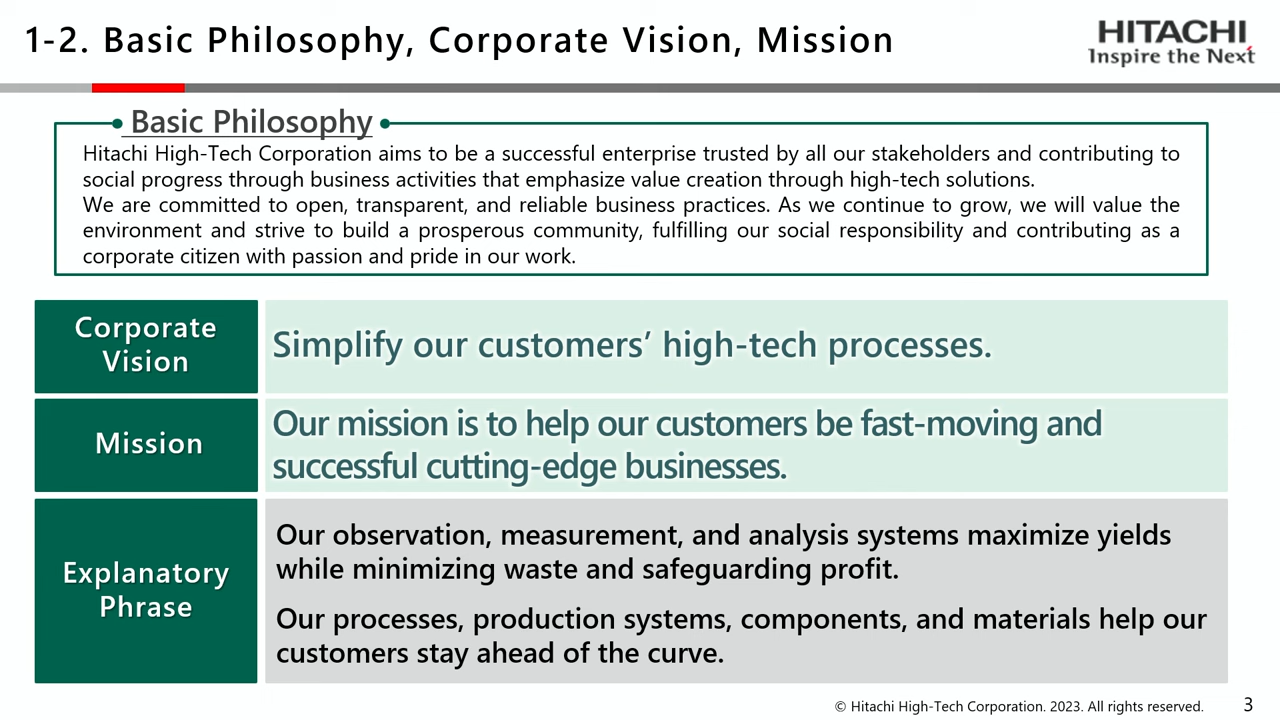 1-2. Basic Philosophy, Corporate Vision, Mission
HITACHI
Inspire the Next
Basic Philosophy
Hitachi High-Tech Corporation aims to be a successful enterprise trusted by all our stakeholders and contributing to
social progress through business activities that emphasize value creation through high-tech solutions.
We are committed to open, transparent, and reliable business practices. As we continue to grow, we will value the
environment and strive to build a prosperous community, fulfilling our social responsibility and contributing as a
corporate citizen with passion and pride in our work.
Corporate
Vision
Simplify our customers’ high-tech processes.
Mission
Our mission is to help our customers be fast-moving and
successful cutting-edge businesses.
Explanatory
Phrase
Our observation, measurement, and analysis systems maximize yields
while minimizing waste and safeguarding profit.
Our processes, production systems, components, and materials help our
customers stay ahead of the curve.
© Hitachi High-Tech Corporation. 2023. All rights reserved.
3